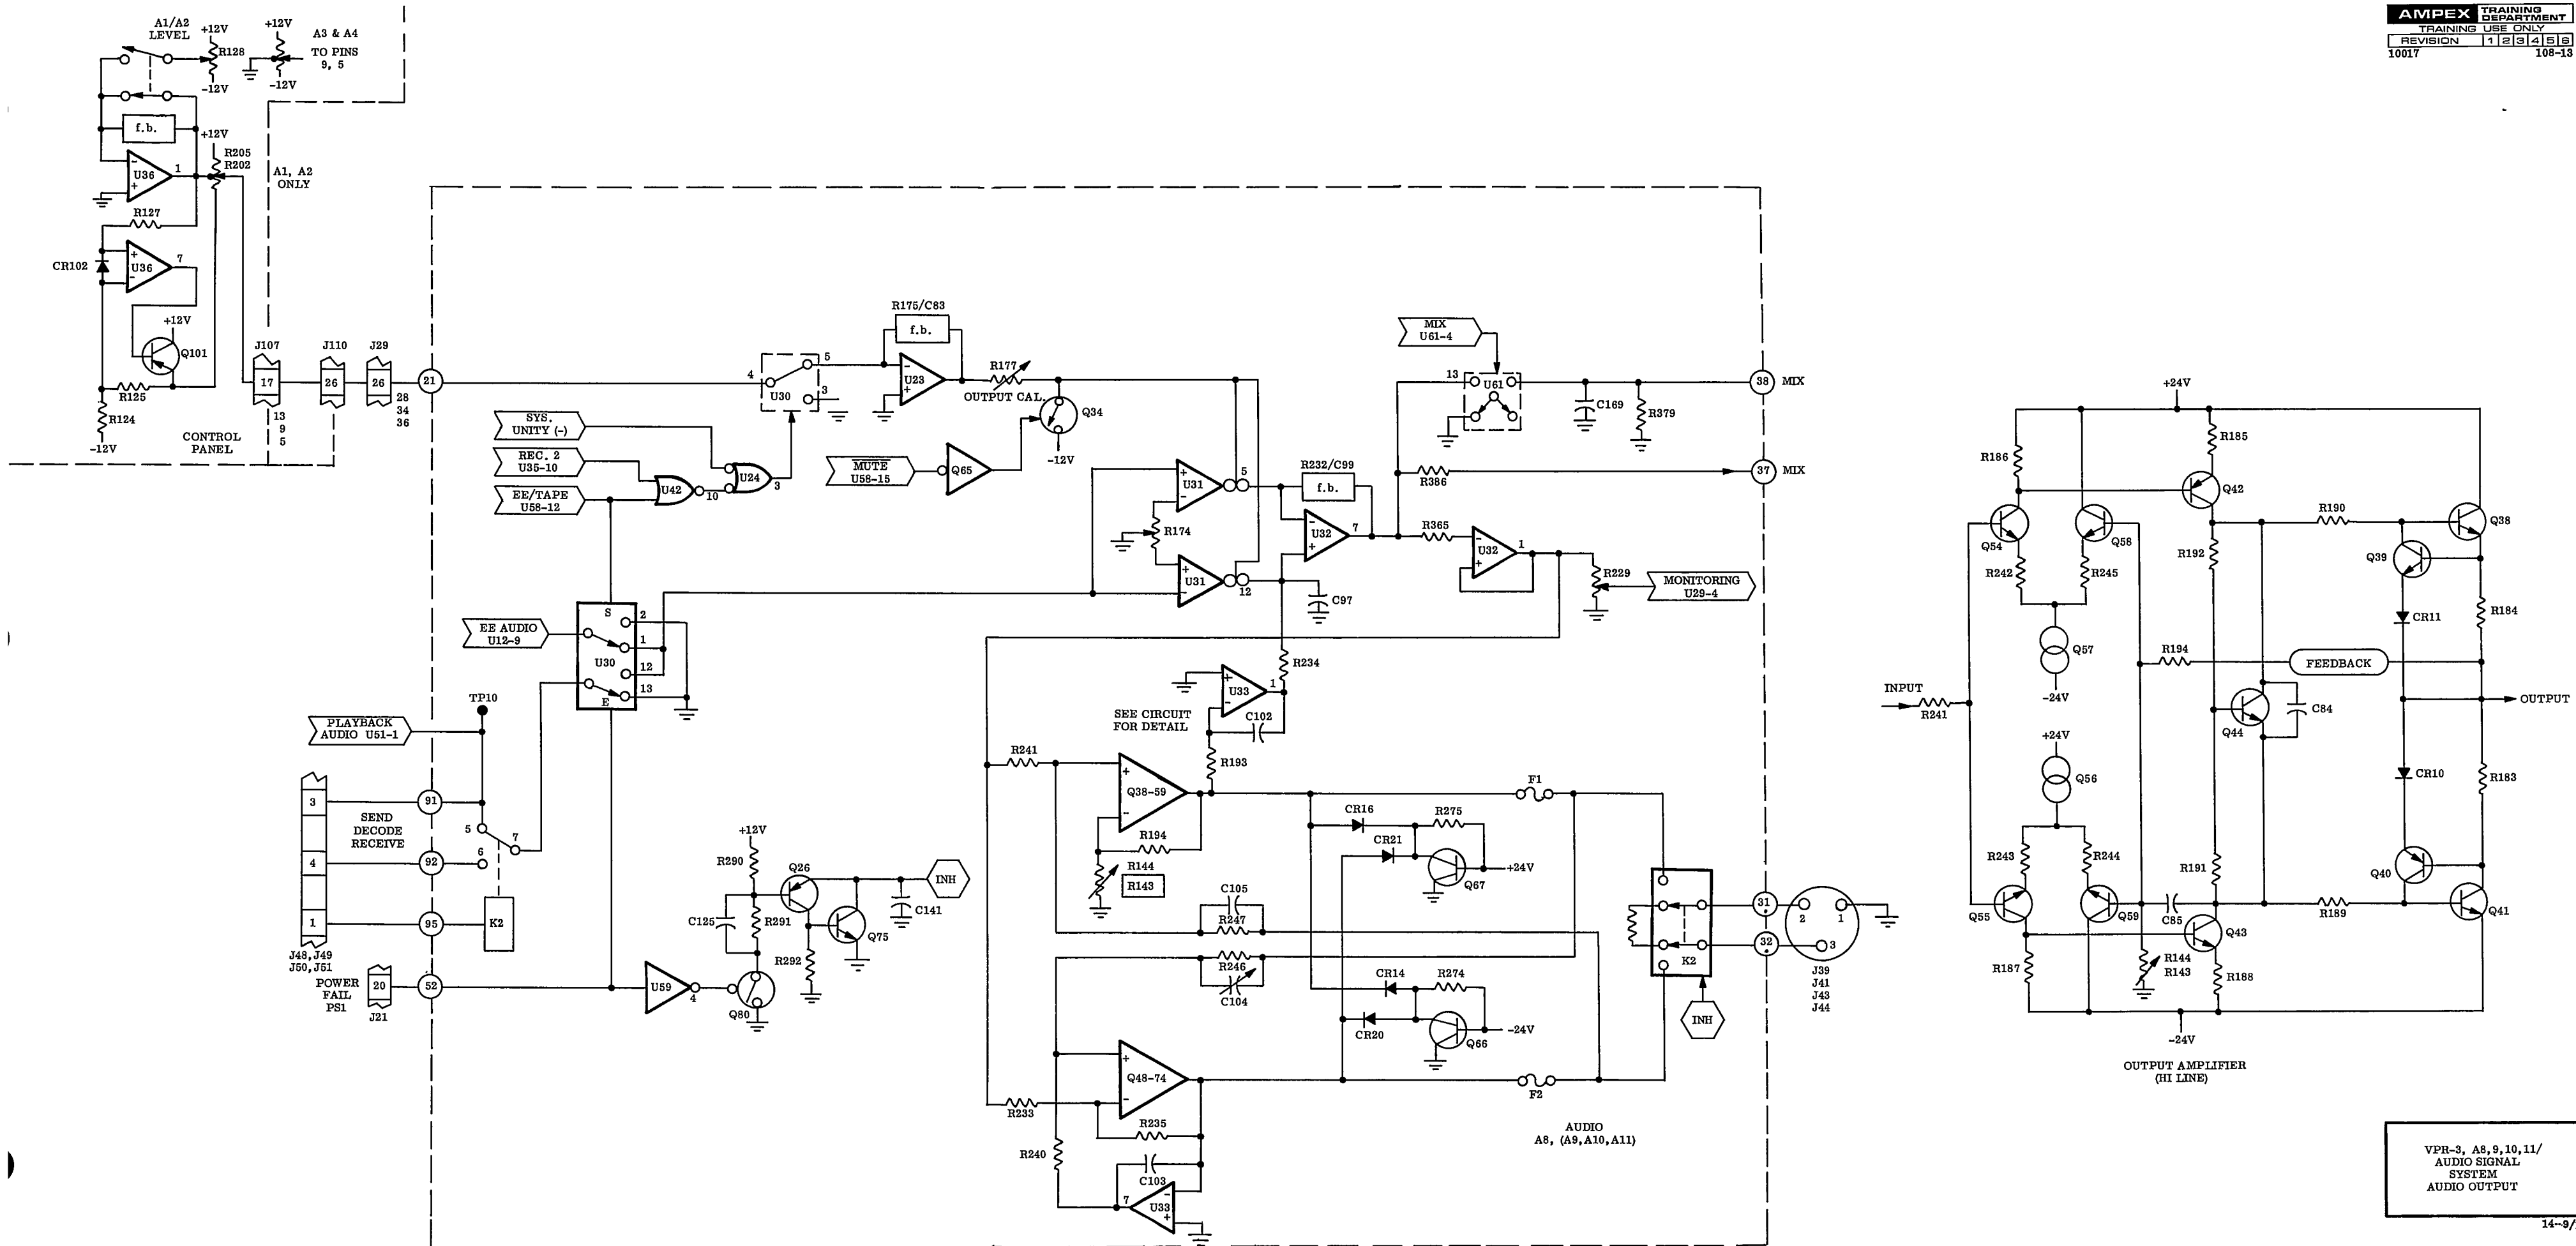 AMPEX TRAINING DEPARTMENT
TRAINING USE ONLY
REVISION 1 2 3 4 5 6
10017 108-13
A1/A2
LEVEL
+12V
R128
-12V
+12V
-12V
A3 & A4
TO PINS
9, 5
f.b.
+12V
R205
R202
-
U36
+
1
A1, A2
ONLY
R127
CR102
+
U36
-
7
+12V
Q101
R125
R124
-12V
CONTROL
PANEL
J107
17
13
9
5
J110
26
J29
26
28
34
36
21
SYS.
UNITY (-)
REC. 2
U35-10
EE/TAPE
U58-12
U42
10
U24
3
4
5
3
U30
R175/C83
f.b.
-
U23
+
R177
OUTPUT CAL.
Q34
-12V
MUTE
U58-15
Q65
+
U31
-
5
R174
+
U31
-
12
R232/C99
f.b.
-
U32
+
7
C97
MIX
U61-4
13
U61
C169
R379
38
MIX
R386
37
MIX
R365
-
U32
+
1
R229
MONITORING
U29-4
EE AUDIO
U12-9
S
2
1
U30
12
13
E
TP10
PLAYBACK
AUDIO U51-1
3
4
1
J48, J49
J50, J51
SEND
DECODE
RECEIVE
91
92
95
5
6
7
K2
POWER
FAIL
PS1
20
J21
52
U59
4
Q80
+12V
R290
C125
R291
Q26
R292
Q75
C141
INH
R234
+
U33
-
1
C102
SEE CIRCUIT
FOR DETAIL
R193
R241
+
Q38-59
-
R194
R144
R143
C105
R247
R246
C104
+
Q48-74
-
R233
R235
R240
C103
7
-
U33
+
F1
CR16
R275
CR21
Q67
+24V
CR14
R274
CR20
Q66
-24V
F2
K2
INH
31
32
2
1
3
J39
J41
J43
J44
AUDIO
A8, (A9, A10, A11)
+24V
R186
R185
Q42
Q54
Q58
R242
R245
Q57
-24V
R192
R190
Q38
Q39
CR11
R184
R194
FEEDBACK
INPUT
R241
Q44
C84
OUTPUT
+24V
Q56
CR10
R183
R243
R244
R191
Q40
Q55
Q59
C85
R189
Q41
Q43
R187
R144
R143
R188
-24V
OUTPUT AMPLIFIER
(HI LINE)
VPR-3, A8,9,10,11/
AUDIO SIGNAL
SYSTEM
AUDIO OUTPUT
14--9/